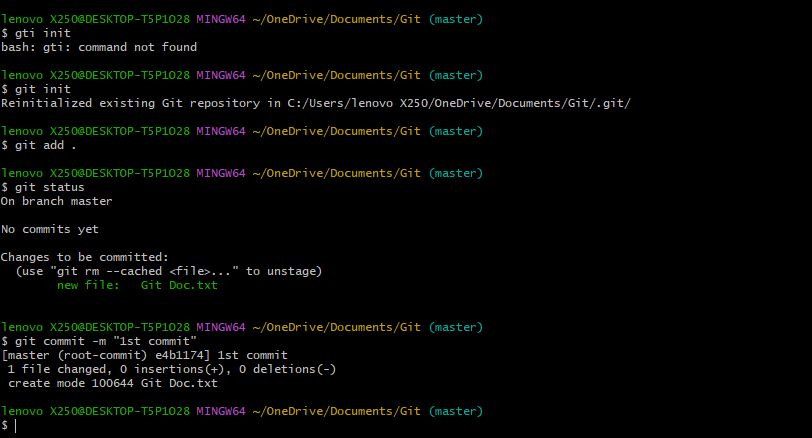 lenovo X250@DESKTOP-T5P1O28 MINGW64 ~/OneDrive/Documents/Git (master)
$ gti init
bash: gti: command not found
lenovo X250@DESKTOP-T5P1O28 MINGW64 ~/OneDrive/Documents/Git (master)
$ git init
Reinitialized existing Git repository in C:/Users/lenovo X250/OneDrive/Documents/Git/.git/
lenovo X250@DESKTOP-T5P1O28 MINGW64 ~/OneDrive/Documents/Git (master)
$ git add .
lenovo X250@DESKTOP-T5P1O28 MINGW64 ~/OneDrive/Documents/Git (master)
$ git status
On branch master
No commits yet
Changes to be committed:
  (use "git rm --cached <file>..." to unstage)
        new file:   Git Doc.txt
lenovo X250@DESKTOP-T5P1O28 MINGW64 ~/OneDrive/Documents/Git (master)
$ git commit -m "1st commit"
[master (root-commit) e4b1174] 1st commit
 1 file changed, 0 insertions(+), 0 deletions(-)
 create mode 100644 Git Doc.txt
lenovo X250@DESKTOP-T5P1O28 MINGW64 ~/OneDrive/Documents/Git (master)
$